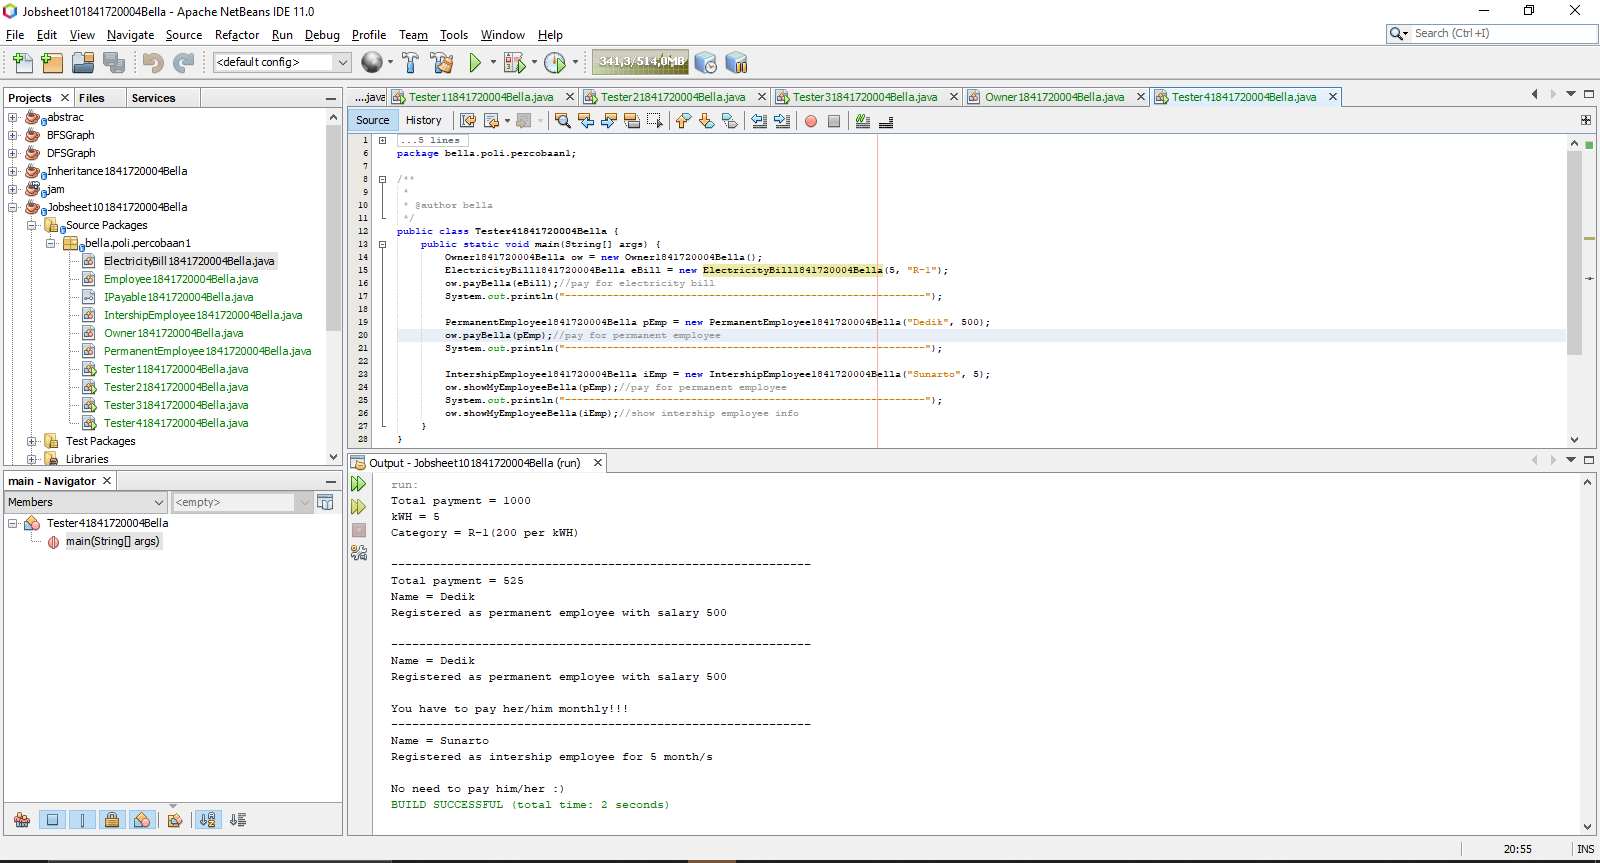 Jobsheet101841720004Bella - Apache NetBeans IDE 11.0
File Edit View Navigate Source Refactor Run Debug Profile Team Tools Window Help
Search (Ctrl+I)
<default config>
341,3/514,0MB
Projects Files Services
abstrac
BFSGraph
DFSGraph
Inheritance1841720004Bella
jam
Jobsheet101841720004Bella
Source Packages
bella.poli.percobaan1
ElectricityBill1841720004Bella.java
Employee1841720004Bella.java
IPayable1841720004Bella.java
IntershipEmployee1841720004Bella.java
Owner1841720004Bella.java
PermanentEmployee1841720004Bella.java
Tester11841720004Bella.java
Tester21841720004Bella.java
Tester31841720004Bella.java
Tester41841720004Bella.java
Test Packages
Libraries
main - Navigator
Members <empty>
Tester41841720004Bella
main(String[] args)
....java Tester11841720004Bella.java Tester21841720004Bella.java Tester31841720004Bella.java Owner1841720004Bella.java Tester41841720004Bella.java
Source History
1 ...5 lines
6 package bella.poli.percobaan1;
7
8 /**
9 *
10 * @author bella
11 */
12 public class Tester41841720004Bella {
13 public static void main(String[] args) {
14 Owner1841720004Bella ow = new Owner1841720004Bella();
15 ElectricityBill1841720004Bella eBill = new ElectricityBill1841720004Bella(5, "R-1");
16 ow.payBella(eBill);//pay for electricity bill
17 System.out.println("------------------------------------------------------------");
18
19 PermanentEmployee1841720004Bella pEmp = new PermanentEmployee1841720004Bella("Dedik", 500);
20 ow.payBella(pEmp);//pay for permanent employee
21 System.out.println("------------------------------------------------------------");
22
23 IntershipEmployee1841720004Bella iEmp = new IntershipEmployee1841720004Bella("Sunarto", 5);
24 ow.showMyEmployeeBella(pEmp);//pay for permanent employee
25 System.out.println("------------------------------------------------------------");
26 ow.showMyEmployeeBella(iEmp);//show intership employee info
27 }
28 }
Output - Jobsheet101841720004Bella (run)
run:
Total payment = 1000
kWH = 5
Category = R-1(200 per kWH)
------------------------------------------------------------
Total payment = 525
Name = Dedik
Registered as permanent employee with salary 500
------------------------------------------------------------
Name = Dedik
Registered as permanent employee with salary 500
You have to pay her/him monthly!!!
------------------------------------------------------------
Name = Sunarto
Registered as intership employee for 5 month/s
No need to pay him/her :)
BUILD SUCCESSFUL (total time: 2 seconds)
20:55 INS